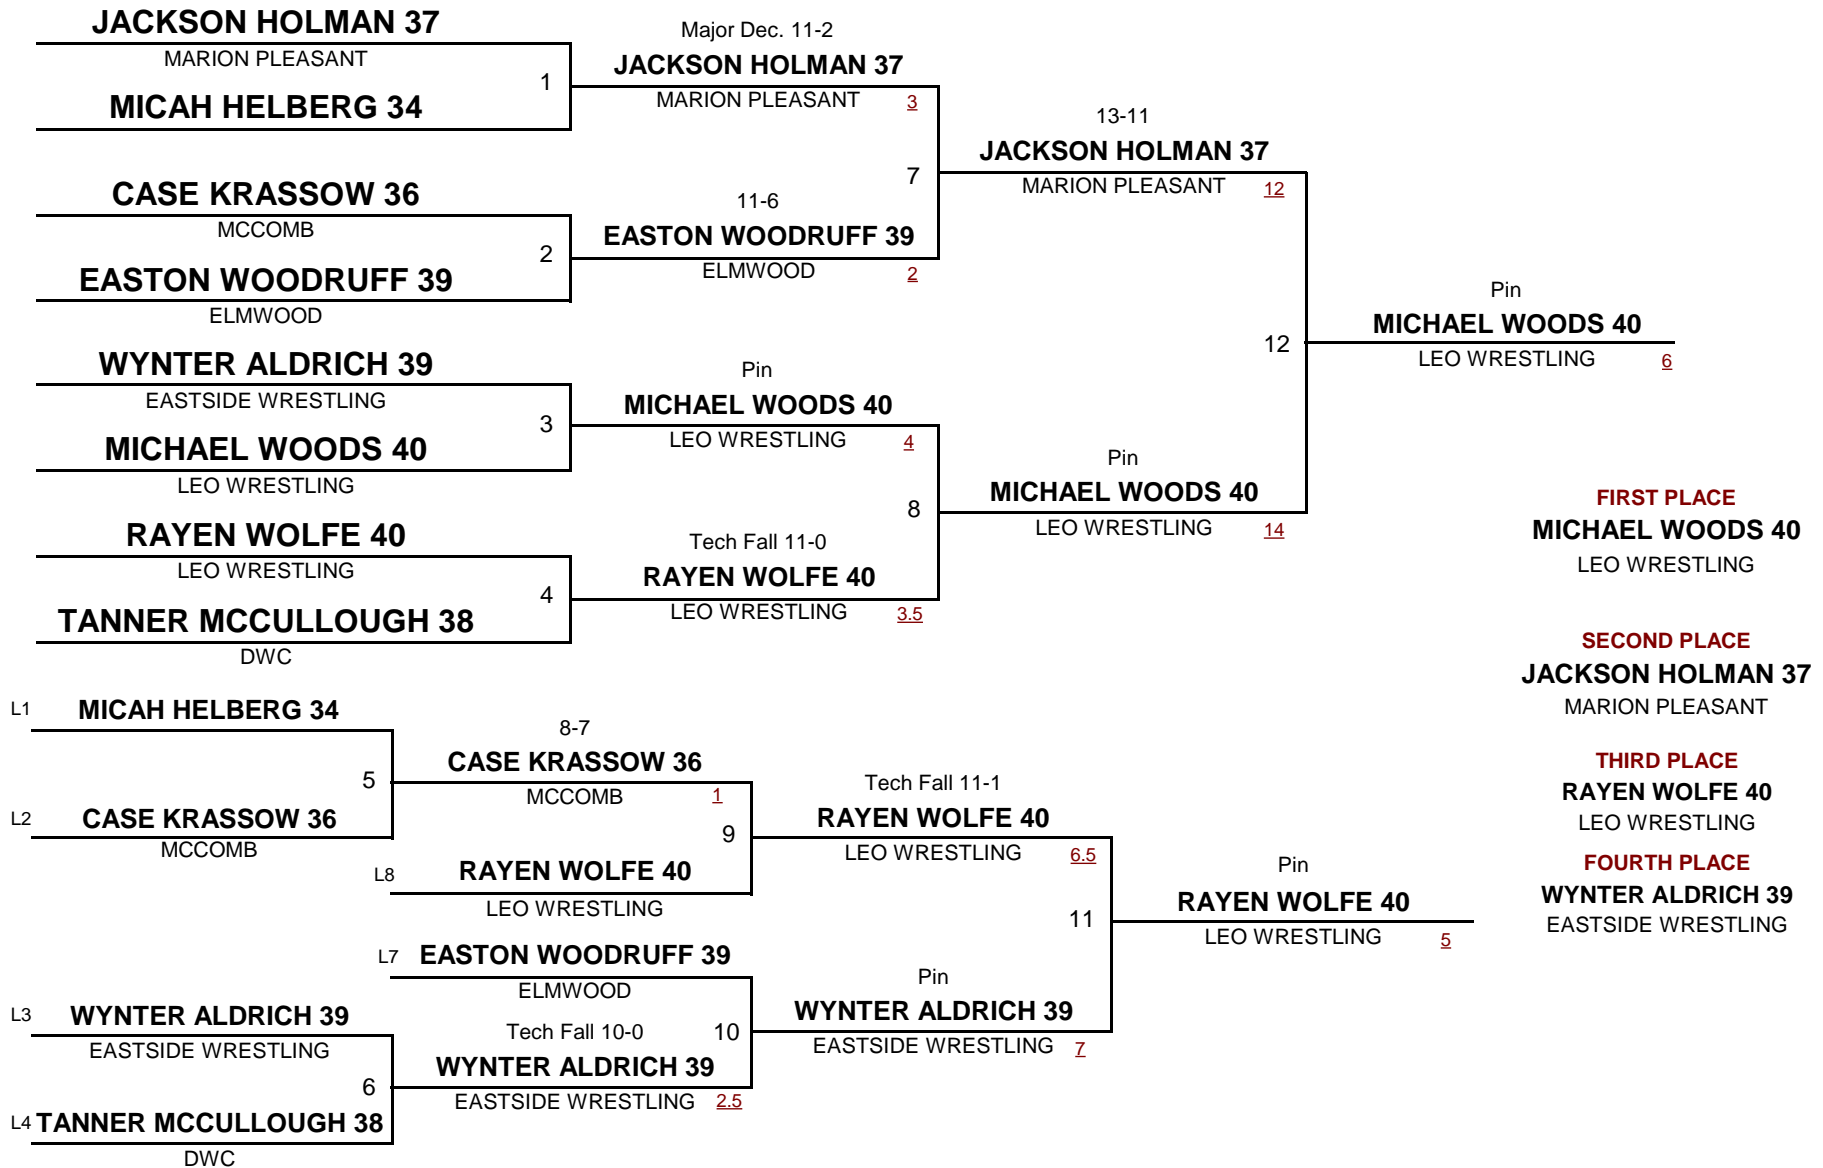 JACKSON HOLMAN 37
MARION PLEASANT
1
MICAH HELBERG 34
Major Dec. 11-2
JACKSON HOLMAN 37
MARION PLEASANT 3
CASE KRASSOW 36
MCCOMB
2
EASTON WOODRUFF 39
ELMWOOD
7
11-6
EASTON WOODRUFF 39
ELMWOOD 2
13-11
JACKSON HOLMAN 37
MARION PLEASANT 12
WYNTER ALDRICH 39
EASTSIDE WRESTLING
3
MICHAEL WOODS 40
LEO WRESTLING
Pin
MICHAEL WOODS 40
LEO WRESTLING 4
RAYEN WOLFE 40
LEO WRESTLING
4
TANNER MCCULLOUGH 38
DWC
8
Tech Fall 11-0
RAYEN WOLFE 40
LEO WRESTLING 3.5
Pin
MICHAEL WOODS 40
LEO WRESTLING 14
12
Pin
MICHAEL WOODS 40
LEO WRESTLING 6
FIRST PLACE
MICHAEL WOODS 40
LEO WRESTLING
SECOND PLACE
JACKSON HOLMAN 37
MARION PLEASANT
THIRD PLACE
RAYEN WOLFE 40
LEO WRESTLING
FOURTH PLACE
WYNTER ALDRICH 39
EASTSIDE WRESTLING
L1 MICAH HELBERG 34
5
L2 CASE KRASSOW 36
MCCOMB
8-7
CASE KRASSOW 36
MCCOMB 1
9
L8 RAYEN WOLFE 40
LEO WRESTLING
Tech Fall 11-1
RAYEN WOLFE 40
LEO WRESTLING 6.5
L7 EASTON WOODRUFF 39
ELMWOOD
L3 WYNTER ALDRICH 39
EASTSIDE WRESTLING
6
L4 TANNER MCCULLOUGH 38
DWC
Tech Fall 10-0
10
WYNTER ALDRICH 39
EASTSIDE WRESTLING 2.5
Pin
WYNTER ALDRICH 39
EASTSIDE WRESTLING 7
11
Pin
RAYEN WOLFE 40
LEO WRESTLING 5